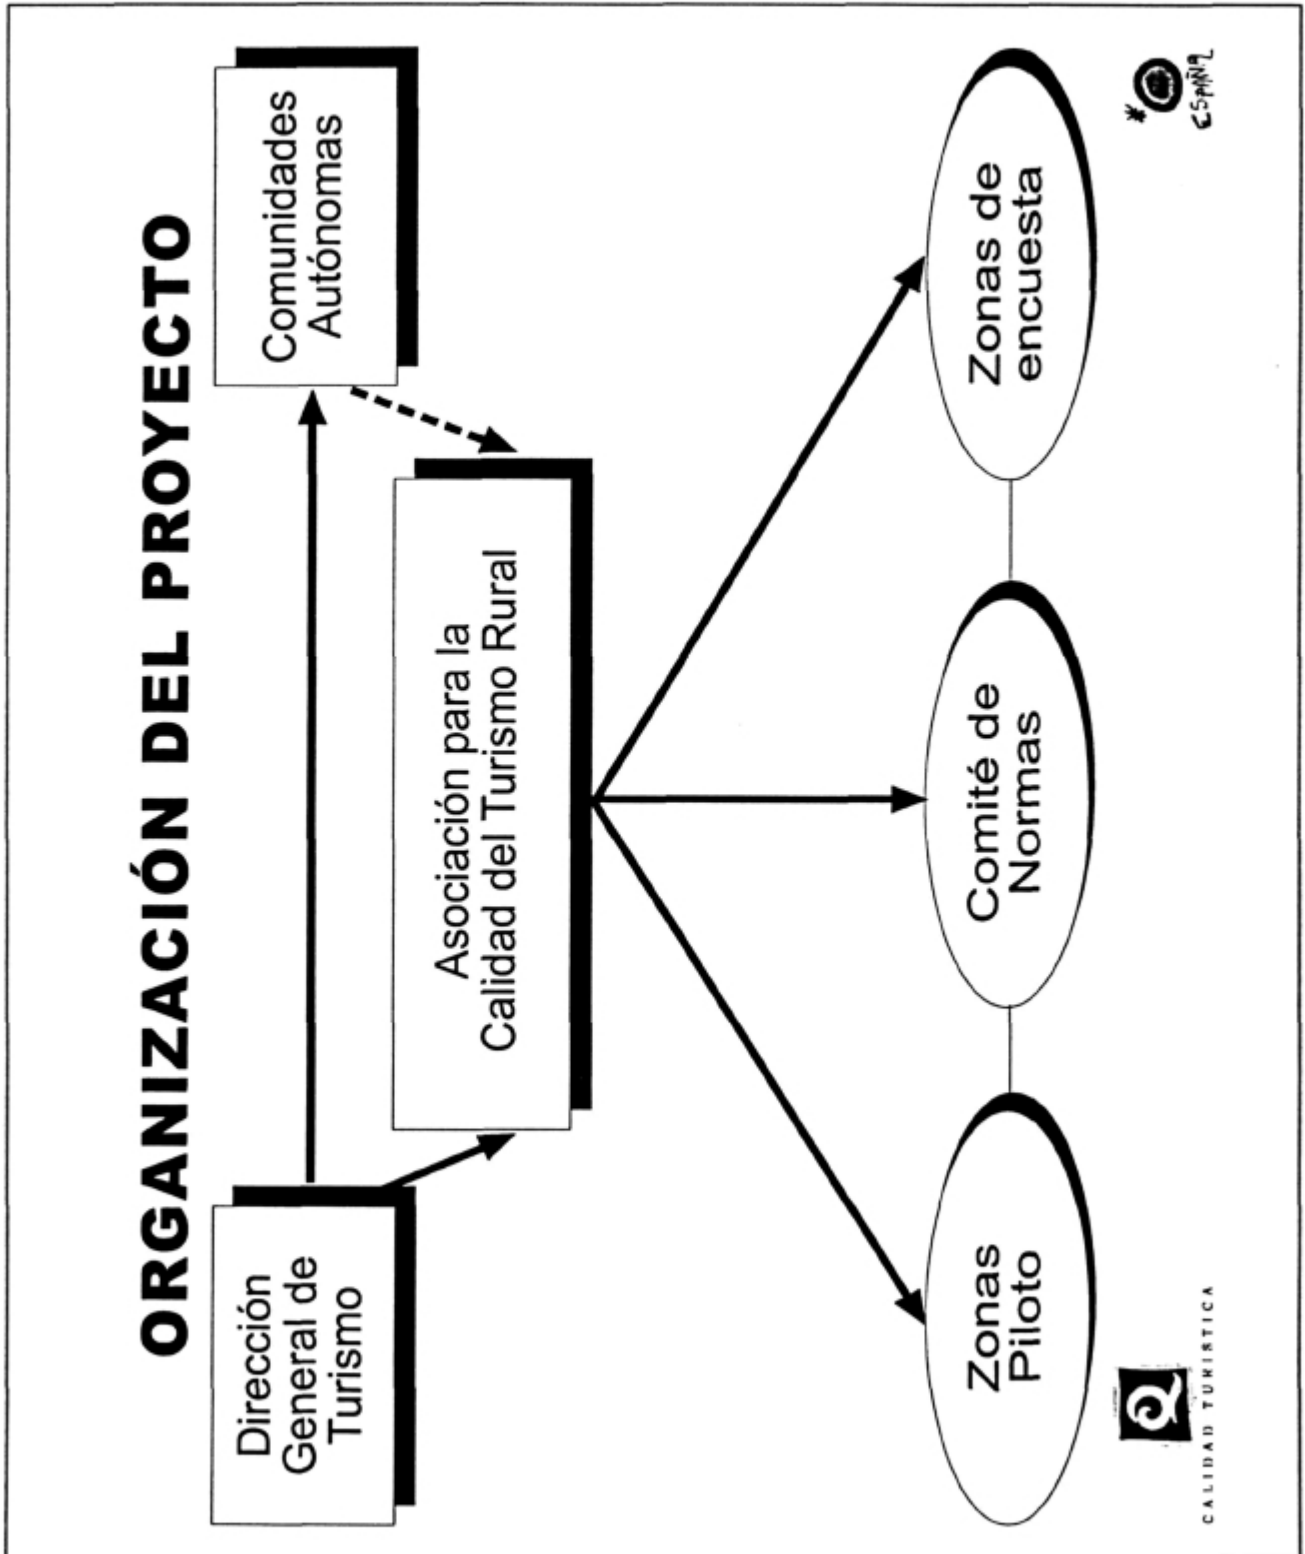 ORGANIZACIÓN DEL PROYECTO
Dirección
General de
Turismo
Comunidades
Autónomas
Asociación para la
Calidad del Turismo Rural
Zonas
Piloto
Comité de
Normas
Zonas de
encuesta
Q
CALIDAD TURISTICA
ESPAÑA